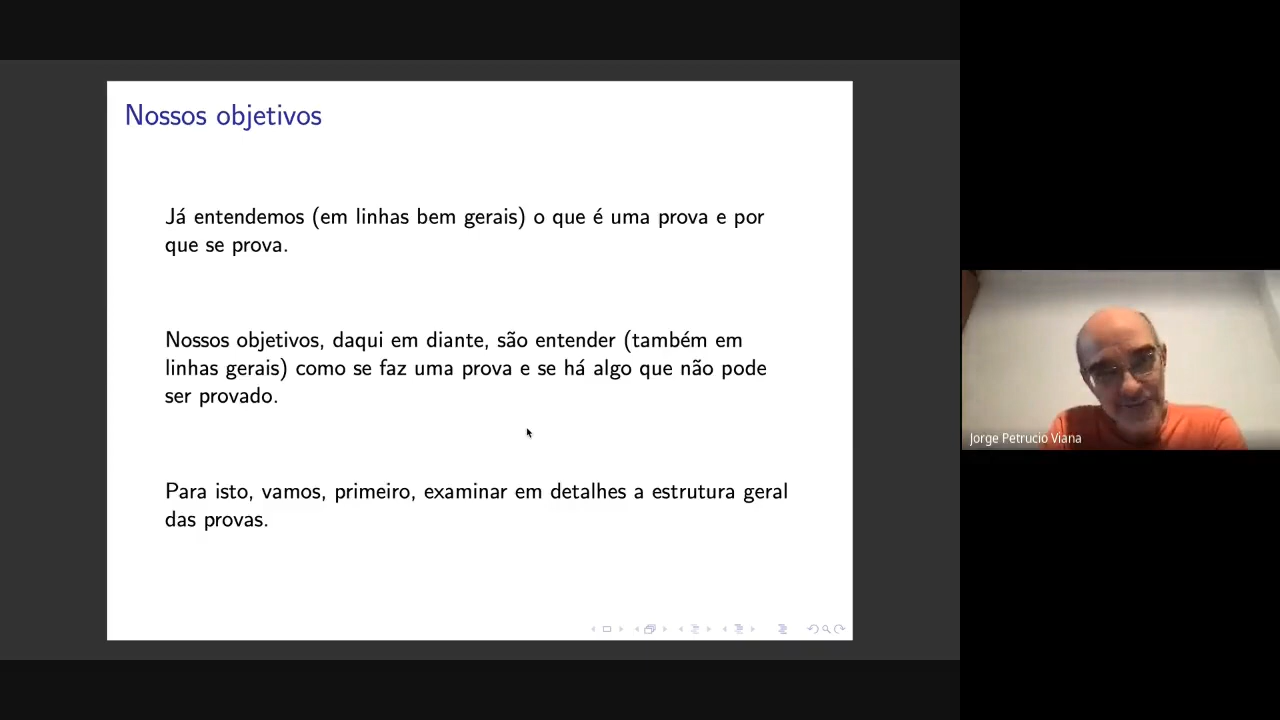 Nossos objetivos
Já entendemos (em linhas bem gerais) o que é uma prova e por
que se prova.
Nossos objetivos, daqui em diante, são entender (também em
linhas gerais) como se faz uma prova e se há algo que não pode
ser provado.
Para isto, vamos, primeiro, examinar em detalhes a estrutura geral
das provas.
Jorge Petrucio Viana